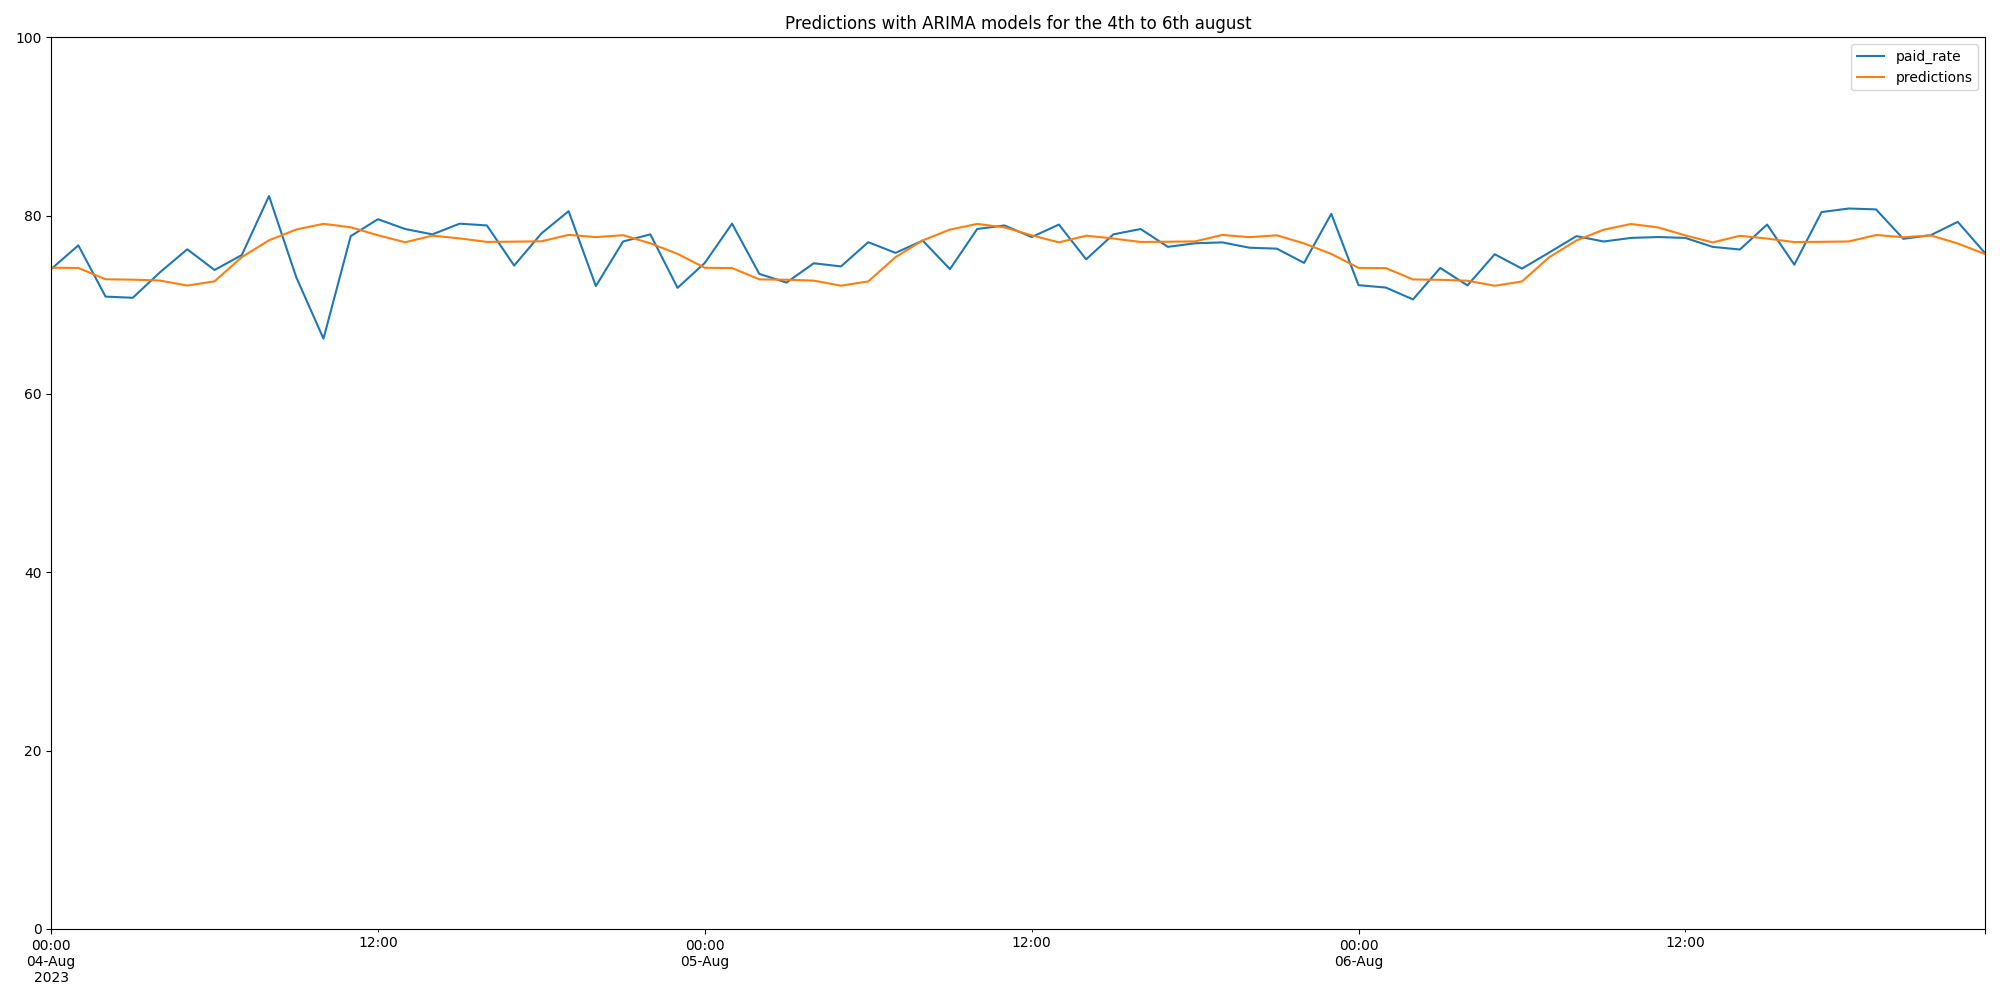 Predictions with ARIMA models for the 4th to 6th august
100
80
60
40
20
0
paid_rate
predictions
00:00
04-Aug
2023
12:00
00:00
05-Aug
12:00
00:00
06-Aug
12:00